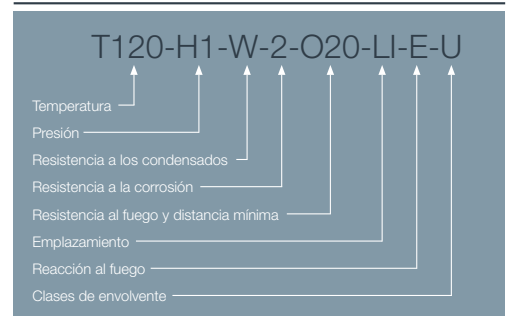 T120-H1-W-2-O20-LI-E-U
Temperatura
Presión
Resistencia a los condensados
Resistencia a la corrosión
Resistencia al fuego y distancia mínima
Emplazamiento
Reacción al fuego
Clases de envolvente